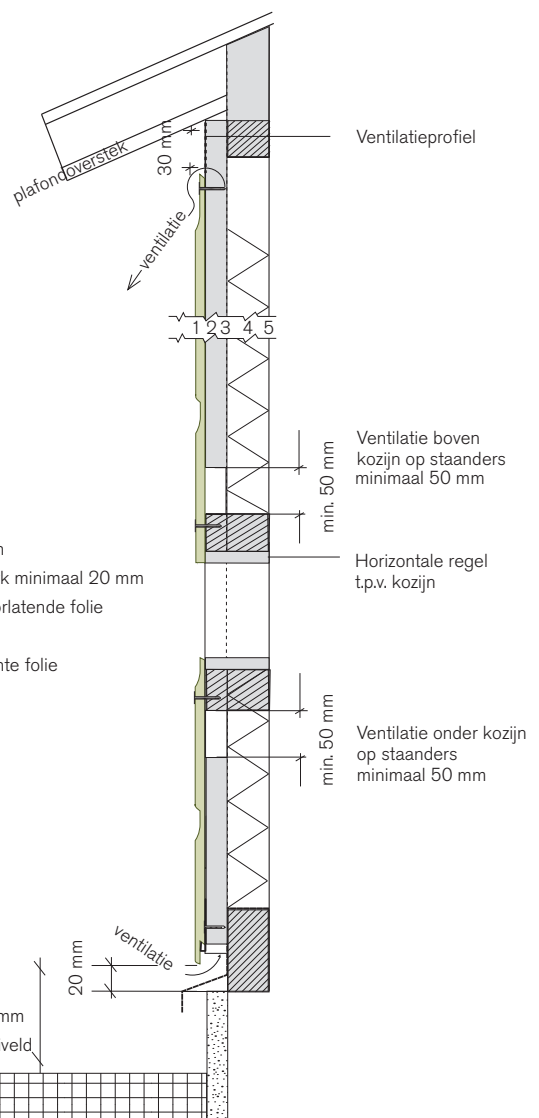 Ventilatieprofiel
30 mm
plafondoverstek
ventilatie
1 2 3 4 5
min. 50 mm
Ventilatie boven
kozijn op staanders
minimaal 50 mm
k minimaal 20 mm
rlatende folie
nte folie
Horizontale regel
t.p.v. kozijn
min. 50 mm
Ventilatie onder kozijn
op staanders
minimaal 50 mm
ventilatie
20 mm
mm
iveld